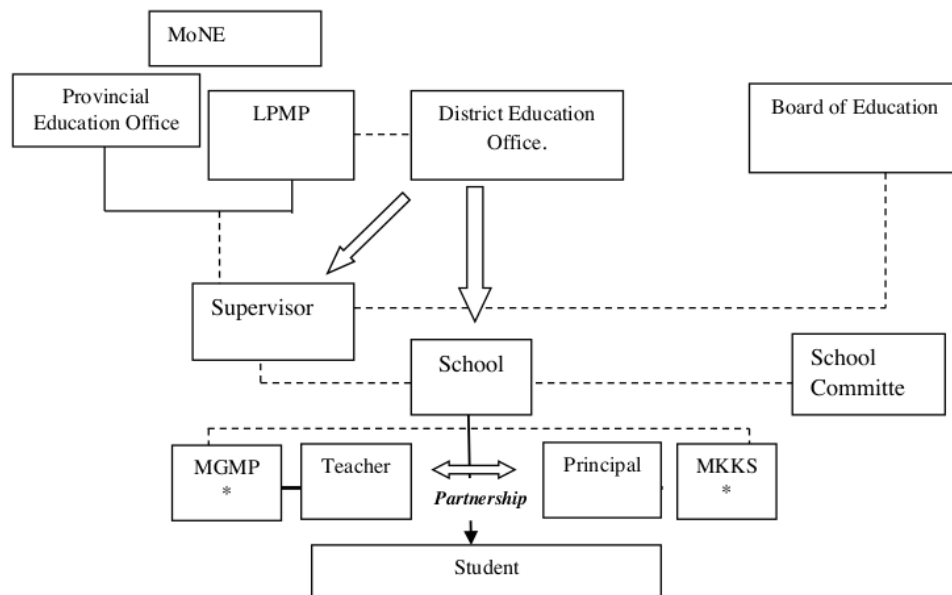 MoNE
Provincial
Education Office
LPMP
District Education
Office.
Board of Education
Supervisor
School
School
Committe
MGMP
*
Teacher
Partnership
Principal
MKKS
*
Student